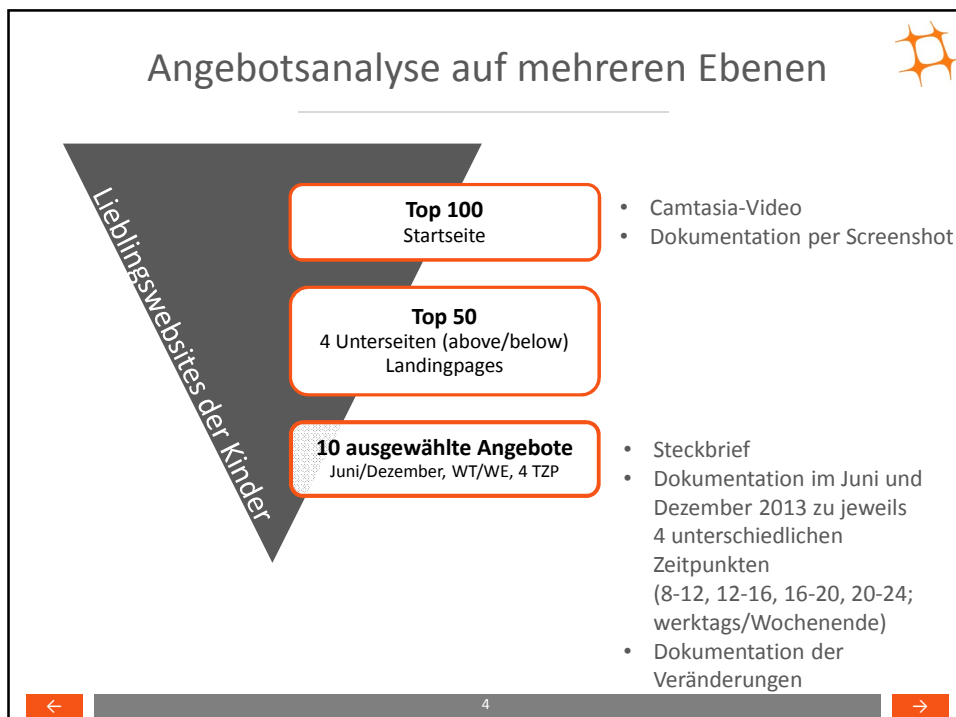 Angebotsanalyse auf mehreren Ebenen
Lieblingswebsites der Kinder
Top 100
Startseite
• Camtasia-Video
• Dokumentation per Screenshot
Top 50
4 Unterseiten (above/below)
Landingpages
10 ausgewählte Angebote
Juni/Dezember, WT/WE, 4 TZP
• Steckbrief
• Dokumentation im Juni und
Dezember 2013 zu jeweils
4 unterschiedlichen
Zeitpunkten
(8-12, 12-16, 16-20, 20-24;
werktags/Wochenende)
• Dokumentation der
Veränderungen
4